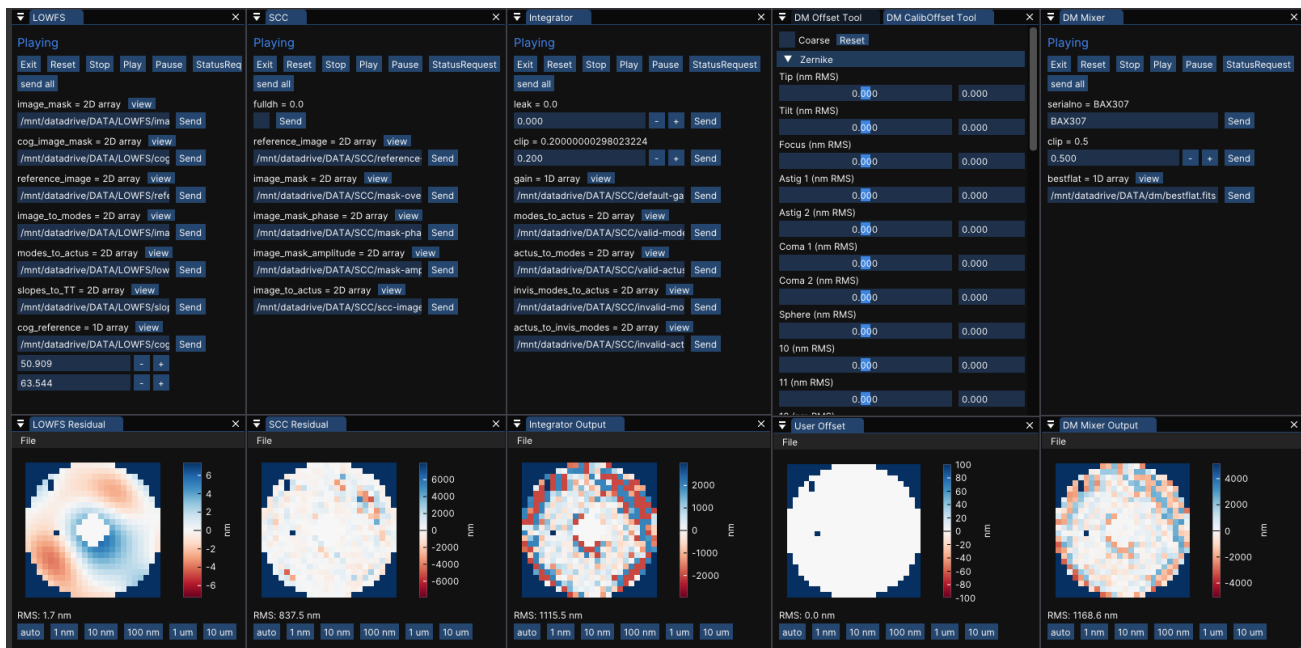 LOWFS
Playing
Exit Reset Stop Play Pause StatusReq
send all
image_mask = 2D array view
/mnt/datadrive/DATA/LOWFS/ima Send
cog_image_mask = 2D array view
/mnt/datadrive/DATA/LOWFS/cog Send
reference_image = 2D array view
/mnt/datadrive/DATA/LOWFS/refe Send
image_to_modes = 2D array view
/mnt/datadrive/DATA/LOWFS/ima Send
modes_to_actus = 2D array view
/mnt/datadrive/DATA/LOWFS/low Send
slopes_to_TT = 2D array view
/mnt/datadrive/DATA/LOWFS/slop Send
cog_reference = 1D array view
/mnt/datadrive/DATA/LOWFS/cog Send
50.909 - +
63.544 - +
SCC
Playing
Exit Reset Stop Play Pause StatusRequest
send all
fulldh = 0.0
Send
reference_image = 2D array view
/mnt/datadrive/DATA/SCC/reference- Send
image_mask = 2D array view
/mnt/datadrive/DATA/SCC/mask-ove Send
image_mask_phase = 2D array view
/mnt/datadrive/DATA/SCC/mask-pha Send
image_mask_amplitude = 2D array view
/mnt/datadrive/DATA/SCC/mask-amp Send
image_to_actus = 2D array view
/mnt/datadrive/DATA/SCC/scc-image Send
Integrator
Playing
Exit Reset Stop Play Pause StatusRequest
send all
leak = 0.0
0.000 - + Send
clip = 0.20000000298023224
0.200 - + Send
gain = 1D array view
/mnt/datadrive/DATA/SCC/default-ga Send
modes_to_actus = 2D array view
/mnt/datadrive/DATA/SCC/valid-mode Send
actus_to_modes = 2D array view
/mnt/datadrive/DATA/SCC/valid-actus Send
invis_modes_to_actus = 2D array view
/mnt/datadrive/DATA/SCC/invalid-mo Send
actus_to_invis_modes = 2D array view
/mnt/datadrive/DATA/SCC/invalid-act Send
DM Offset Tool DM CalibOffset Tool
Coarse Reset
Zernike
Tip (nm RMS)
0.000 0.000
Tilt (nm RMS)
0.000 0.000
Focus (nm RMS)
0.000 0.000
Astig 1 (nm RMS)
0.000 0.000
Astig 2 (nm RMS)
0.000 0.000
Coma 1 (nm RMS)
0.000 0.000
Coma 2 (nm RMS)
0.000 0.000
Sphere (nm RMS)
0.000 0.000
10 (nm RMS)
0.000 0.000
11 (nm RMS)
0.000 0.000
DM Mixer
Playing
Exit Reset Stop Play Pause StatusRequest
send all
serialno = BAX307
BAX307 Send
clip = 0.5
0.500 - + Send
bestflat = 1D array view
/mnt/datadrive/DATA/dm/bestflat.fits Send
LOWFS Residual
File
6
4
2
0
-2
-4
-6
nm
RMS: 1.7 nm
auto 1 nm 10 nm 100 nm 1 um 10 um
SCC Residual
File
6000
4000
2000
0
-2000
-4000
-6000
nm
RMS: 837.5 nm
auto 1 nm 10 nm 100 nm 1 um 10 um
Integrator Output
File
2000
1000
0
-1000
-2000
nm
RMS: 1115.5 nm
auto 1 nm 10 nm 100 nm 1 um 10 um
User Offset
File
100
80
60
40
20
0
-20
-40
-60
-80
-100
nm
RMS: 0.0 nm
auto 1 nm 10 nm 100 nm 1 um 10 um
DM Mixer Output
File
4000
2000
0
-2000
-4000
nm
RMS: 1168.6 nm
auto 1 nm 10 nm 100 nm 1 um 10 um